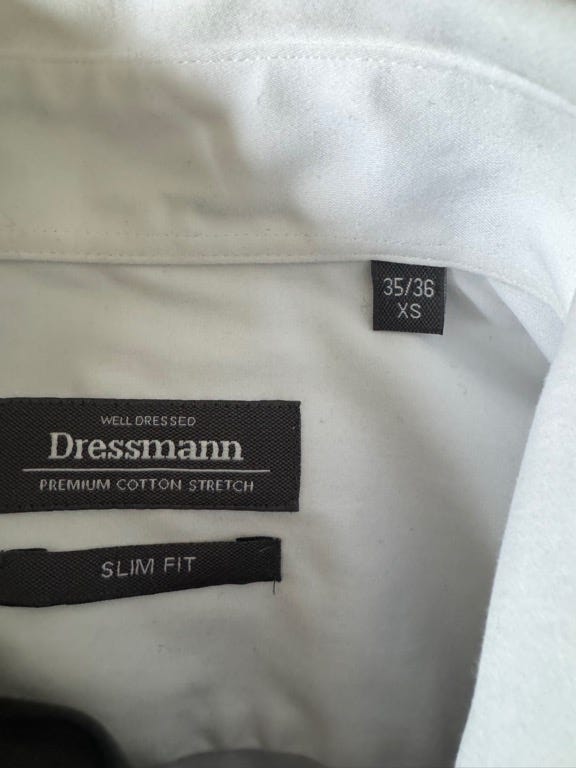 35/36
XS
WELL DRESSED
Dressmann
PREMIUM COTTON STRETCH
SLIM FIT